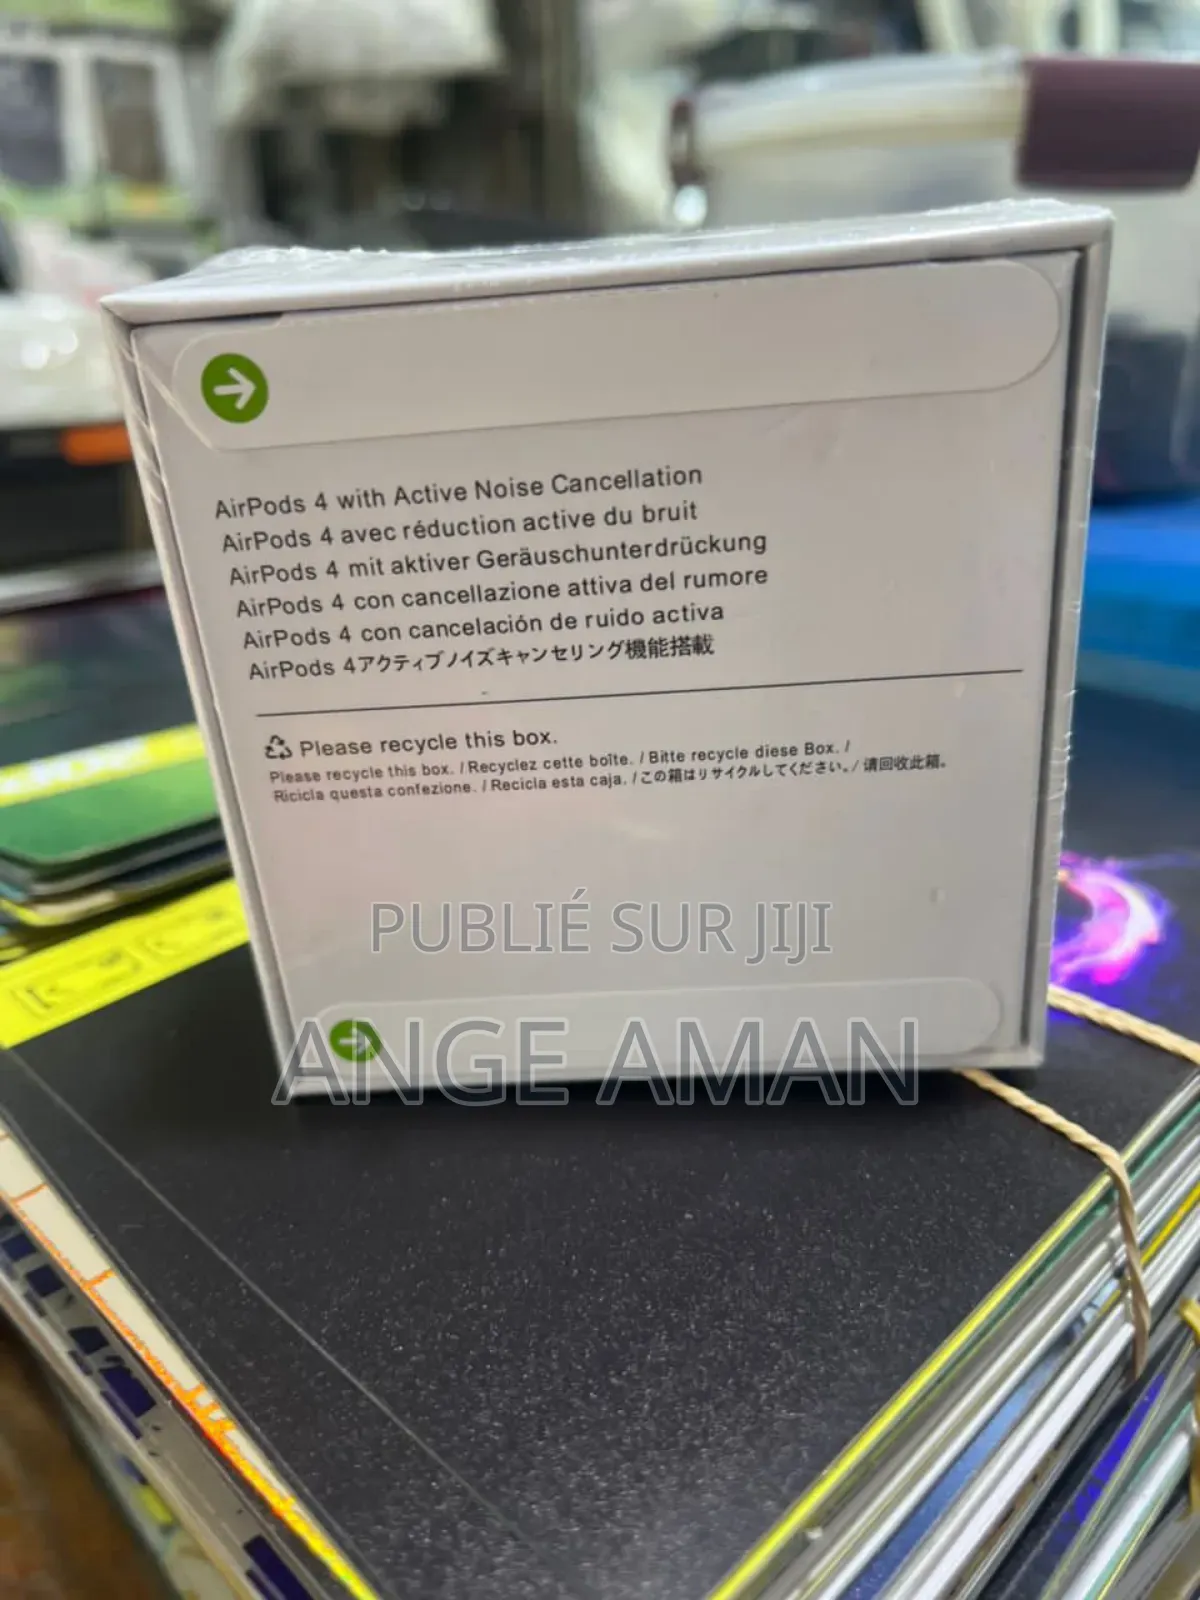 AirPods 4 with Active Noise Cancellation
AirPods 4 avec réduction active du bruit
AirPods 4 mit aktiver Geräuschunterdrückung
AirPods 4 con cancellazione attiva del rumore
AirPods 4 con cancelación de ruido activa
AirPods 4アクティブノイズキャンセリング機能搭載
Please recycle this box.
Please recycle this box. / Recyclez cette boîte. / Bitte recycle diese Box. /
Ricicla questa confezione. / Recicla esta caja. / この箱はリサイクルしてください。/ 请回收此箱。
PUBLIÉ SUR JIJI
ANGE AMAN